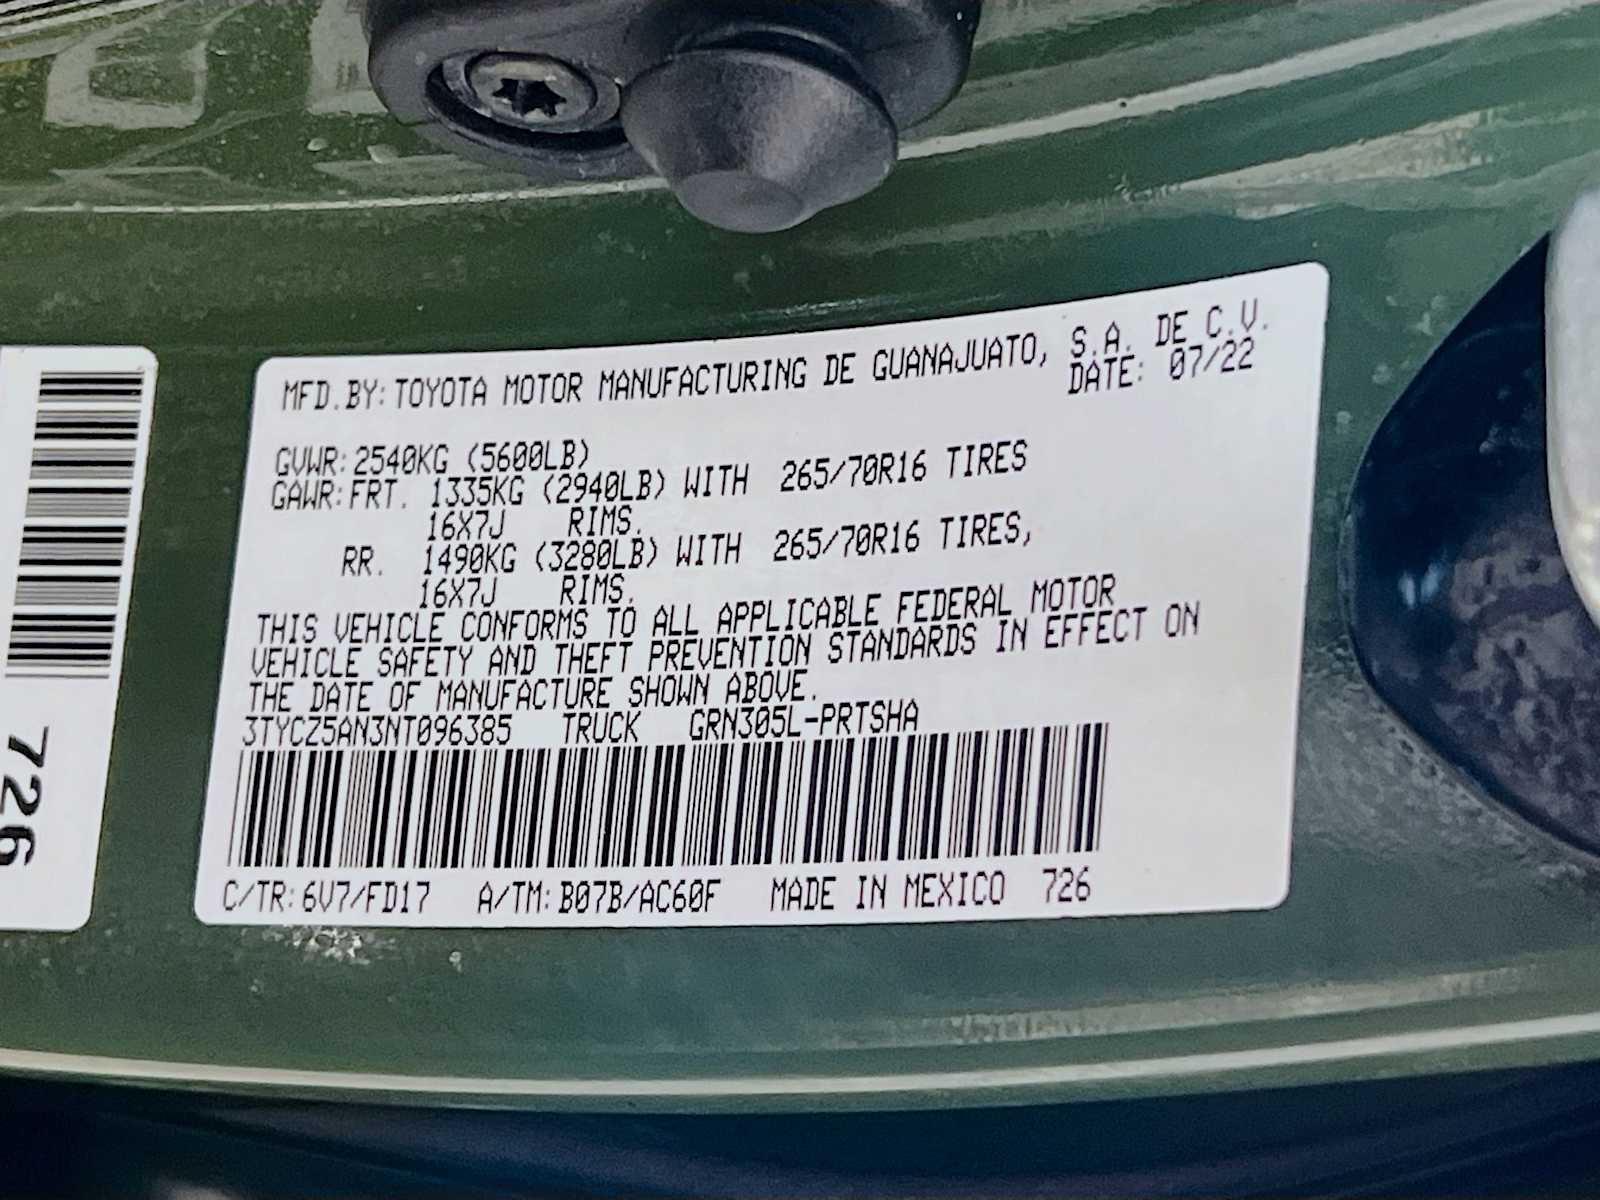 MFD.BY: TOYOTA MOTOR MANUFACTURING DE GUANAJUATO, S.A. DE C.V.
DATE: 07/22
GVWR: 2540KG (5600LB)
GAWR: FRT. 1335KG (2940LB) WITH 265/70R16 TIRES
16X7J RIMS.
RR. 1490KG (3280LB) WITH 265/70R16 TIRES,
16X7J RIMS.
THIS VEHICLE CONFORMS TO ALL APPLICABLE FEDERAL MOTOR
VEHICLE SAFETY AND THEFT PREVENTION STANDARDS IN EFFECT ON
THE DATE OF MANUFACTURE SHOWN ABOVE.
3TYCZ5AN3NT096385 TRUCK GRN305L-PRTSHA
C/TR: 6V7/FD17 A/TM: B07B/AC60F MADE IN MEXICO 726
726